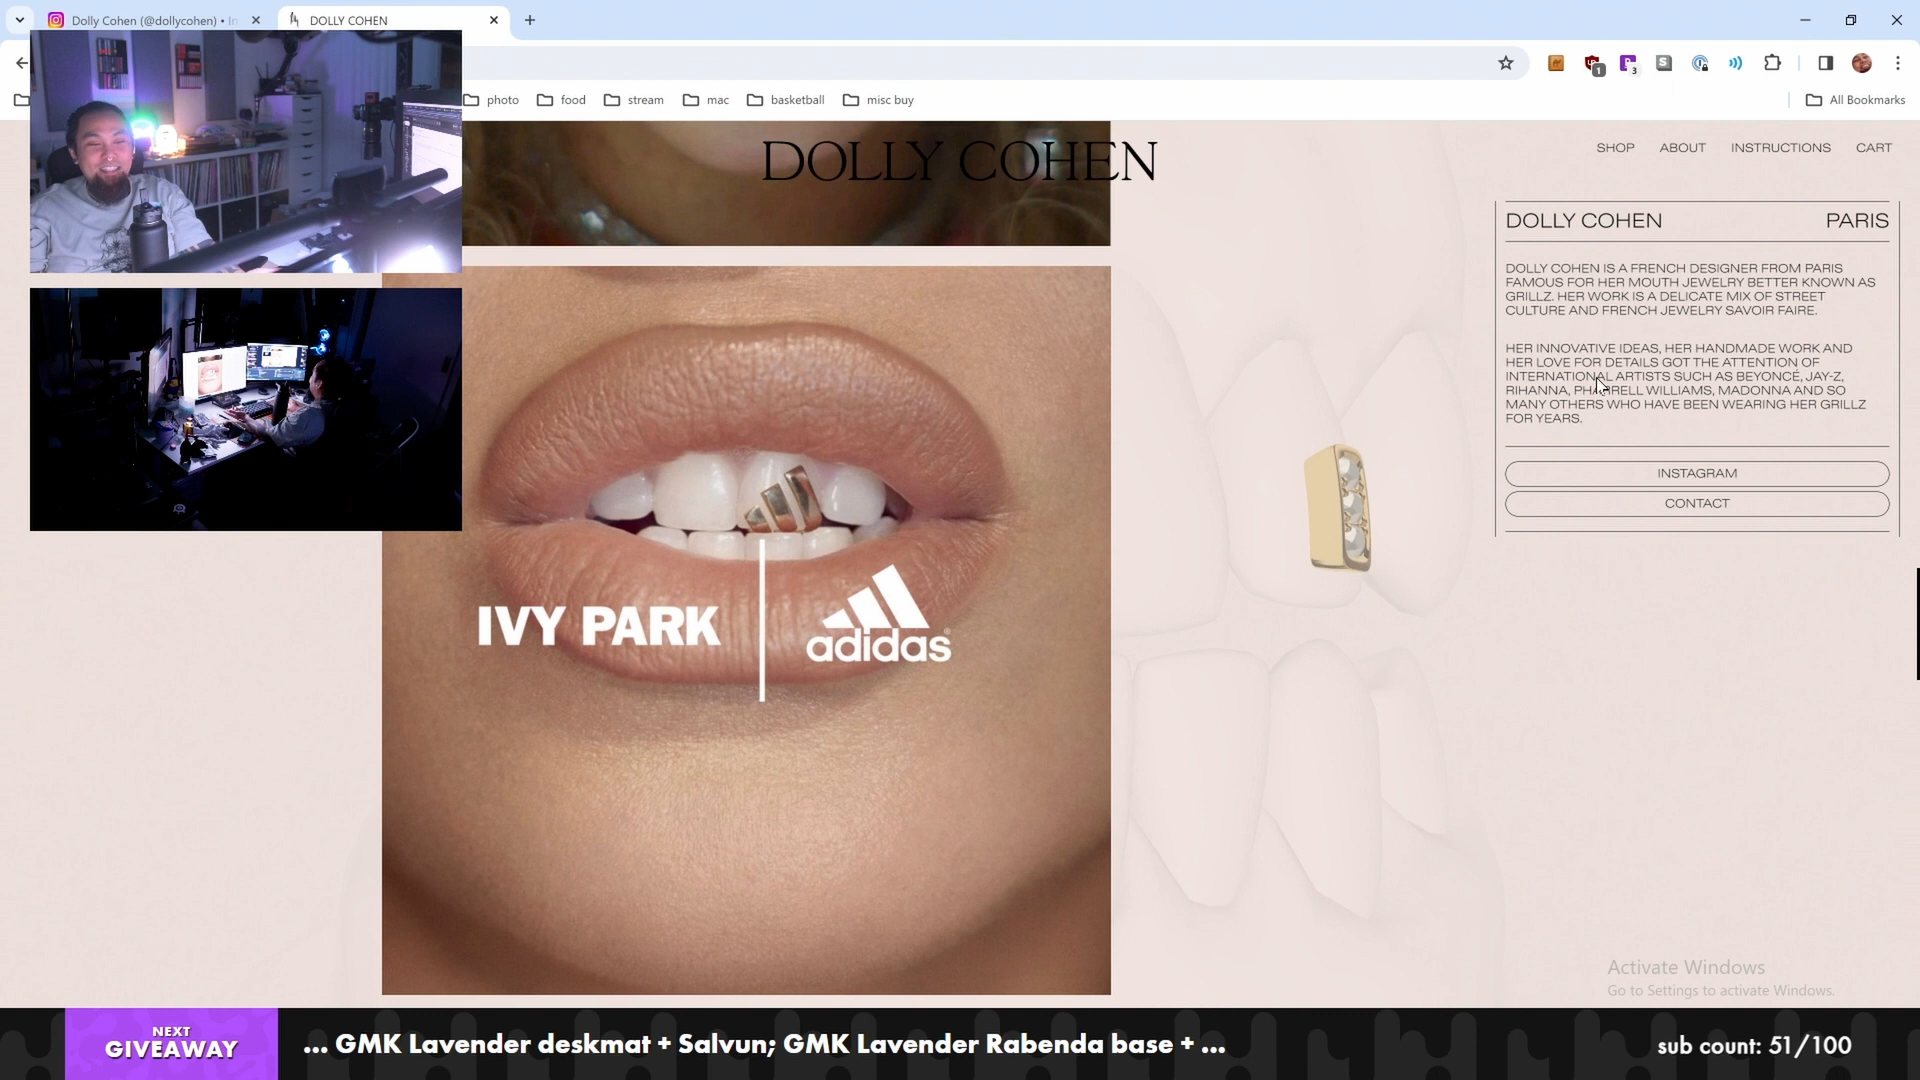 Dolly Cohen (@dollycohen) • In
DOLLY COHEN
1
3
photo
food
stream
mac
basketball
misc buy
All Bookmarks
DOLLY COHEN
SHOP
ABOUT
INSTRUCTIONS
CART
DOLLY COHEN PARIS
DOLLY COHEN IS A FRENCH DESIGNER FROM PARIS
FAMOUS FOR HER MOUTH JEWELRY BETTER KNOWN AS
GRILLZ. HER WORK IS A DELICATE MIX OF STREET
CULTURE AND FRENCH JEWELRY SAVOIR FAIRE.
HER INNOVATIVE IDEAS, HER HANDMADE WORK AND
HER LOVE FOR DETAILS GOT THE ATTENTION OF
INTERNATIONAL ARTISTS SUCH AS BEYONCÉ, JAY-Z,
RIHANNA, PHARRELL WILLIAMS, MADONNA AND SO
MANY OTHERS WHO HAVE BEEN WEARING HER GRILLZ
FOR YEARS.
INSTAGRAM
CONTACT
IVY PARK
adidas
Activate Windows
Go to Settings to activate Windows.
NEXT
GIVEAWAY
... GMK Lavender deskmat + Salvun; GMK Lavender Rabenda base + ...
sub count: 51/100